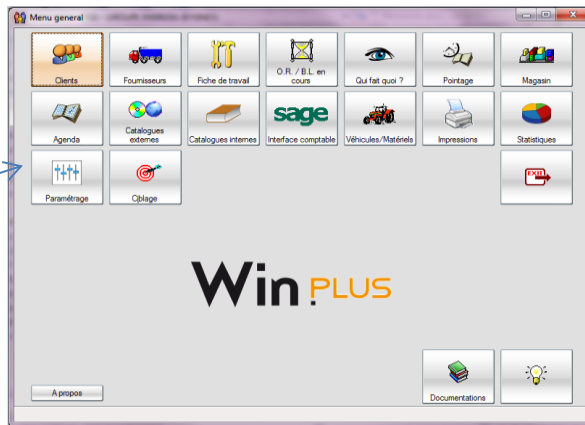 Menu general
Clients
Fournisseurs
Fiche de travail
O.R. / B.L. en
cours
Qui fait quoi ?
Pointage
Magasin
Agenda
Catalogues
externes
Catalogues internes
sage
Interface comptable
Véhicules/Matériels
Impressions
Statistiques
Paramétrage
Ciblage
EXIT
Win PLUS
A propos
Documentations